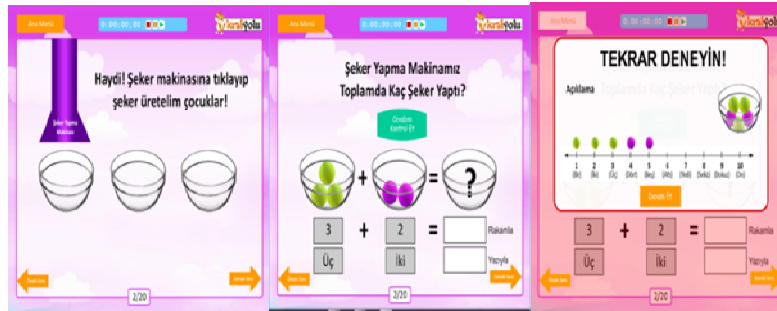 Ana Menü
0:00:00:00
Haydi! Şeker makinasına tıklayıp
şeker üretelim çocuklar!
Şeker Yapma
Makinası
2/20
Ana Menü
0:00:00:00
Şeker Yapma Makinamız
Toplamda Kaç Şeker Yaptı?
Cevabını
Kontrol Et
+ = ?
3 + 2 = Rakamla
Üç İki Yazıyla
2/20
Ana Menü
0:00:00:00
TEKRAR DENEYİN!
Açıklama
1 2 3 4 5 6 7 8 9 10
(Bir) (İki) (Üç) (Dört) (Beş) (Altı) (Yedi) (Sekiz) (Dokuz) (On)
Devam Et
3 + 2 = Rakamla
Üç İki Yazıyla
2/20